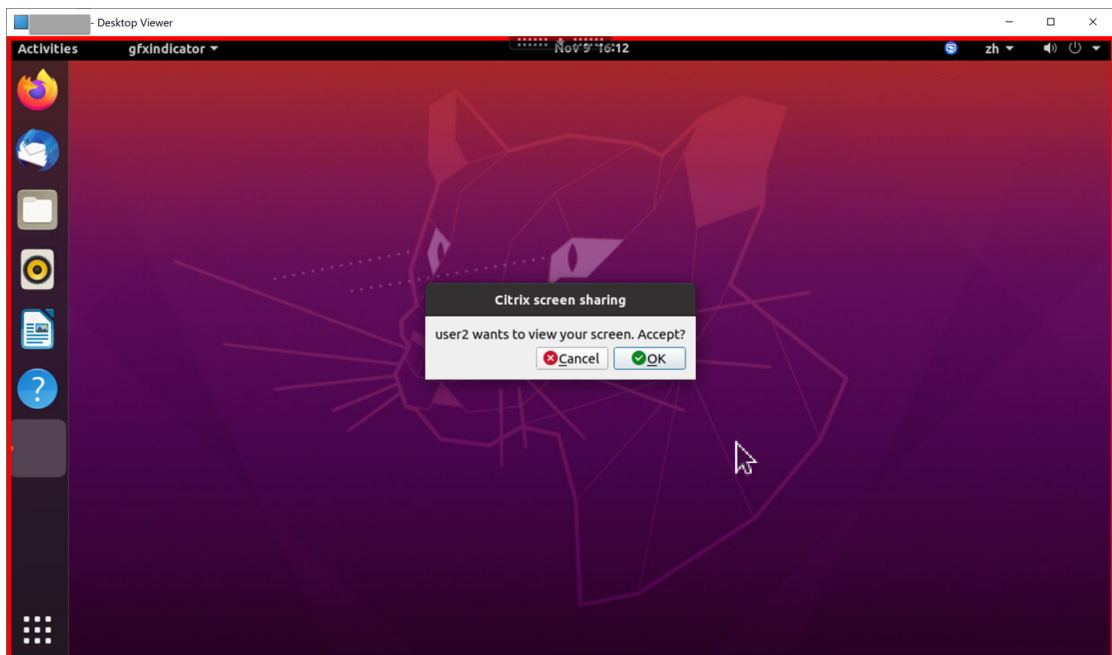 - Desktop Viewer
Activities gfxindicator Nov 9 16:12 zh
Citrix screen sharing
user2 wants to view your screen. Accept?
Cancel OK